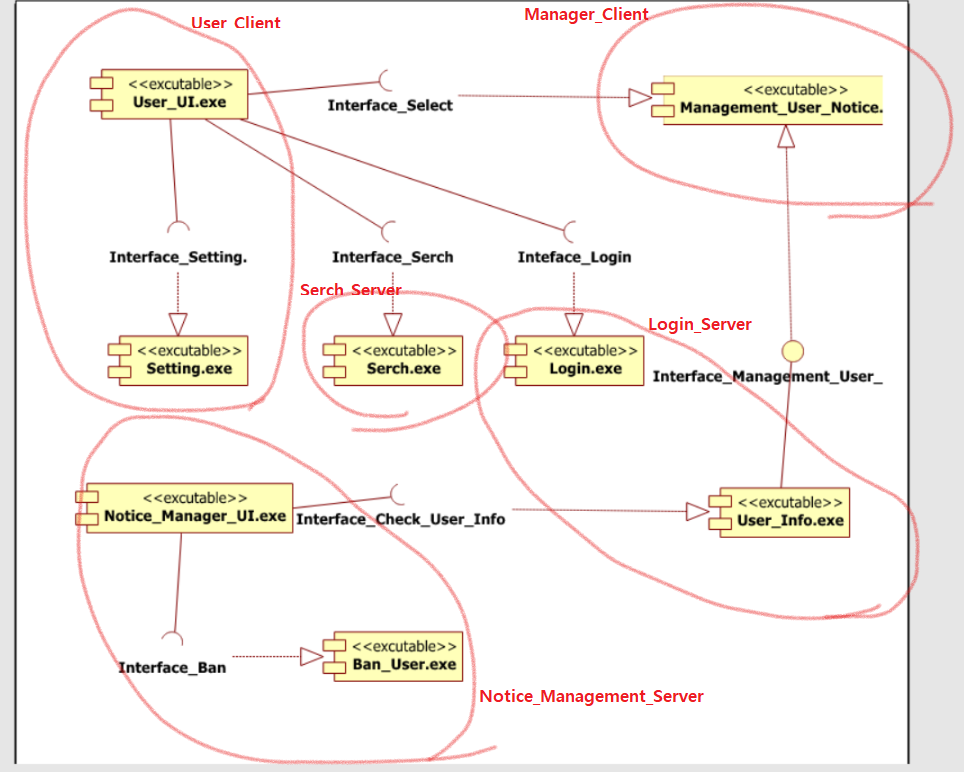 User_Client
Manager_Client
<<excutable>>
User_UI.exe
Interface_Select
<<excutable>>
Management_User_Notice.
Interface_Setting.
Interface_Serch
Inteface_Login
Serch_Server
Login_Server
<<excutable>>
Setting.exe
<<excutable>>
Serch.exe
<<excutable>>
Login.exe
Interface_Management_User_
<<excutable>>
Notice_Manager_UI.exe
Interface_Check_User_Info
<<excutable>>
User_Info.exe
Interface_Ban
<<excutable>>
Ban_User.exe
Notice_Management_Server